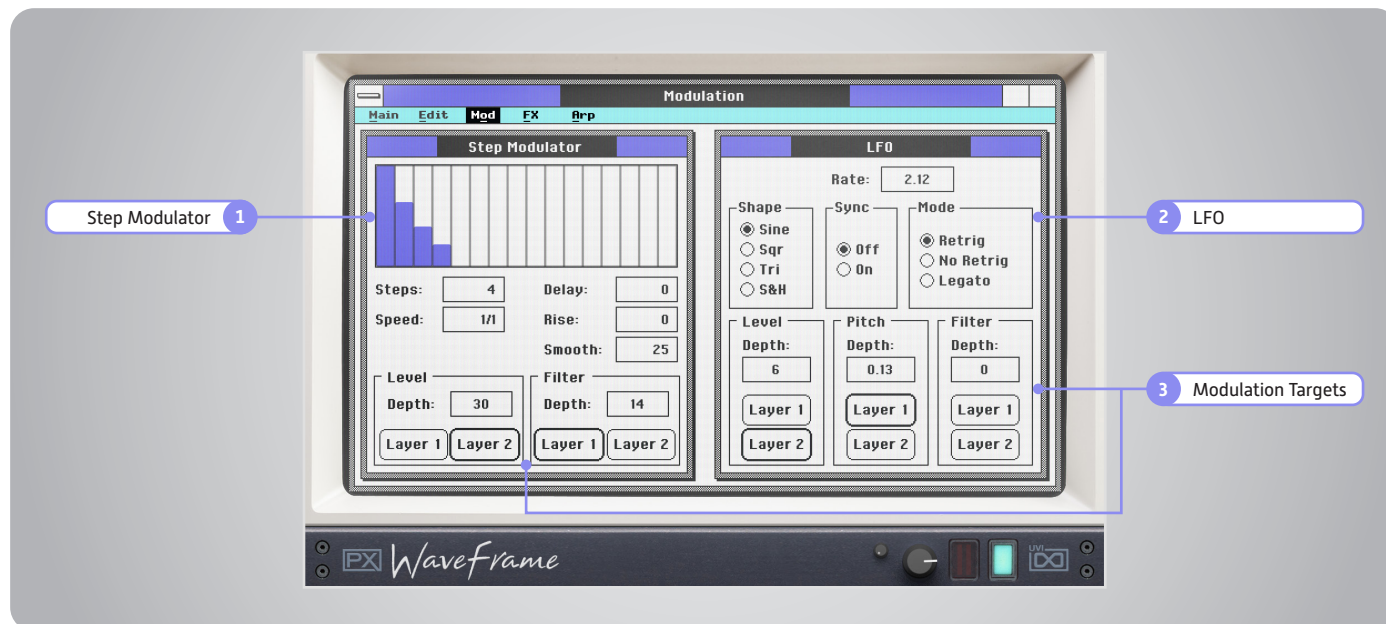 Modulation
Main Edit Mod FX Arp
Step Modulator
Step Modulator 1
Steps: 4
Delay: 0
Speed: 1/1
Rise: 0
Smooth: 25
Level
Depth: 30
Layer 1 Layer 2
Filter
Depth: 14
Layer 1 Layer 2
LFO
Rate: 2.12
Shape
Sine
Sqr
Tri
S&H
Sync
Off
On
Mode
Retrig
No Retrig
Legato
2 LFO
Level
Depth:
6
Layer 1
Layer 2
Pitch
Depth:
0.13
Layer 1
Layer 2
Filter
Depth:
0
Layer 1
Layer 2
3 Modulation Targets
PX WaveFrame
UVI